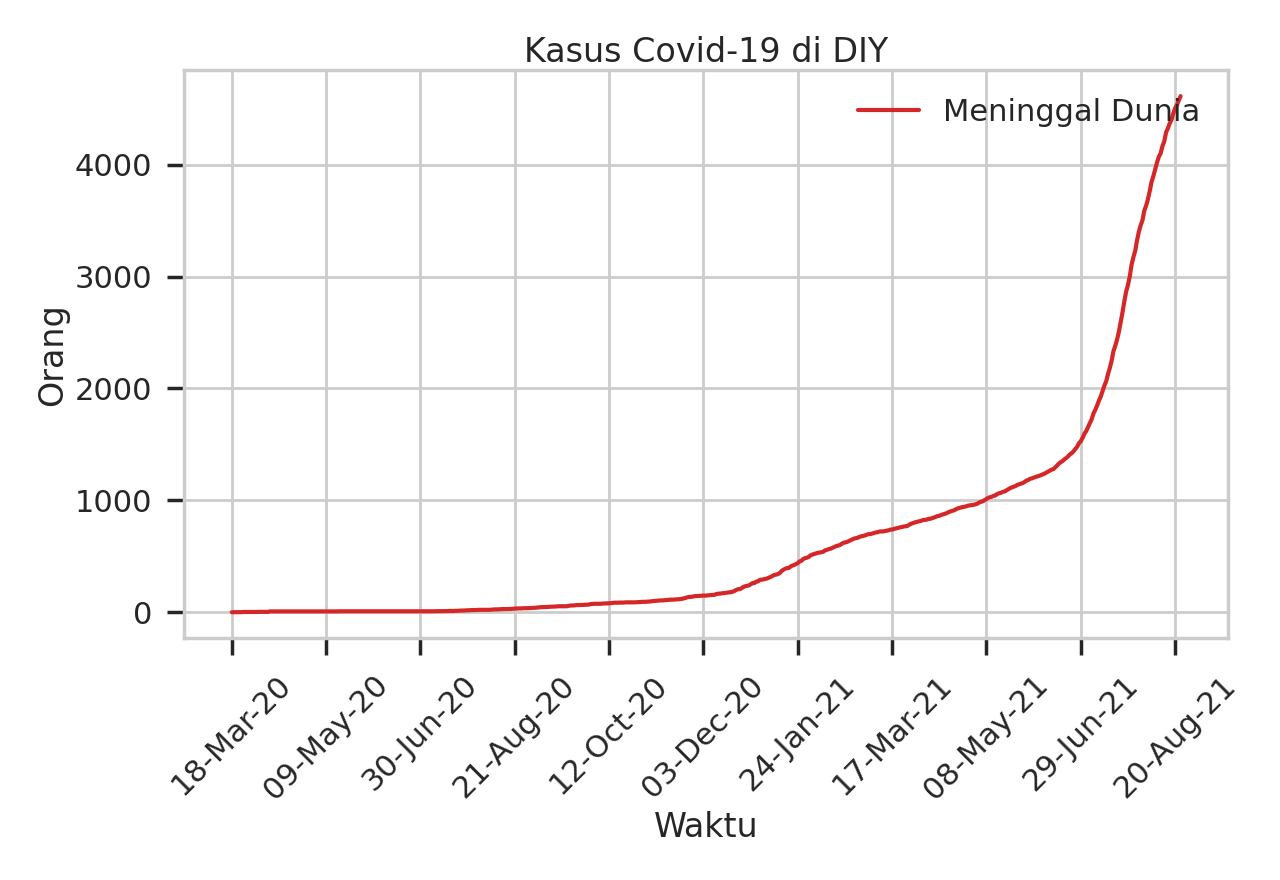 Kasus Covid-19 di DIY
Meninggal Dunia
Orang
4000
3000
2000
1000
0
18-Mar-20
09-May-20
30-Jun-20
21-Aug-20
12-Oct-20
03-Dec-20
24-Jan-21
17-Mar-21
08-May-21
29-Jun-21
20-Aug-21
Waktu